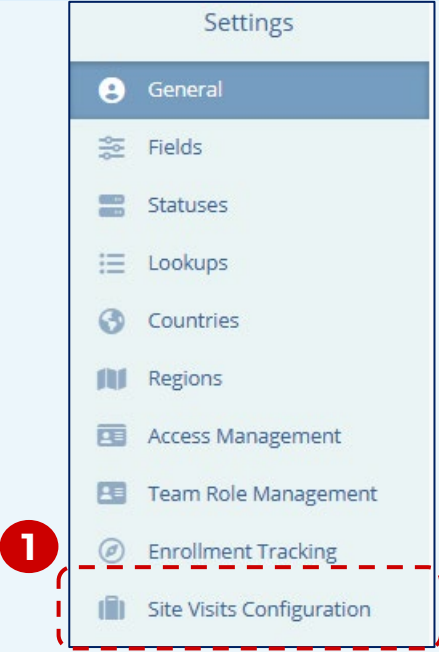 Settings
General
Fields
Statuses
Lookups
Countries
Regions
Access Management
Team Role Management
1
Enrollment Tracking
Site Visits Configuration